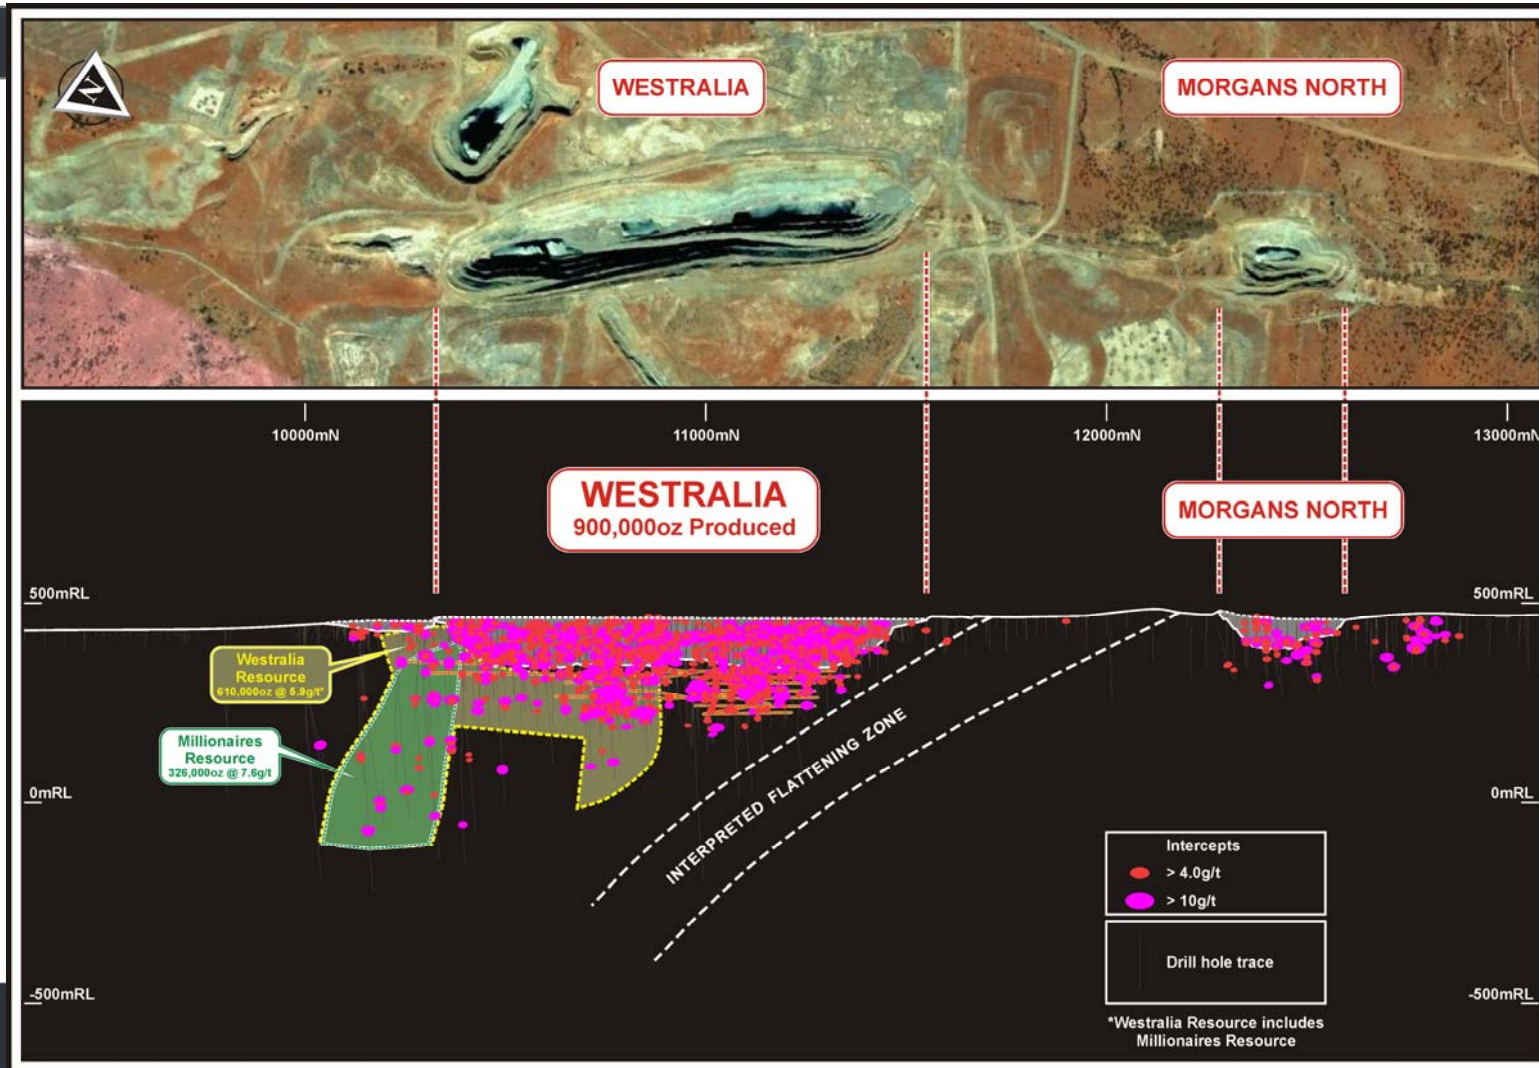 N
WESTRALIA
MORGANS NORTH
10000mN
11000mN
12000mN
13000mN
WESTRALIA
900,000oz Produced
MORGANS NORTH
500mRL
500mRL
Westralia
Resource
610,000oz @ 5.9g/t*
Millionaires
Resource
326,000oz @ 7.6g/t
0mRL
0mRL
INTERPRETED FLATTENING ZONE
Intercepts
> 4.0g/t
> 10g/t
Drill hole trace
-500mRL
-500mRL
*Westralia Resource includes
Millionaires Resource